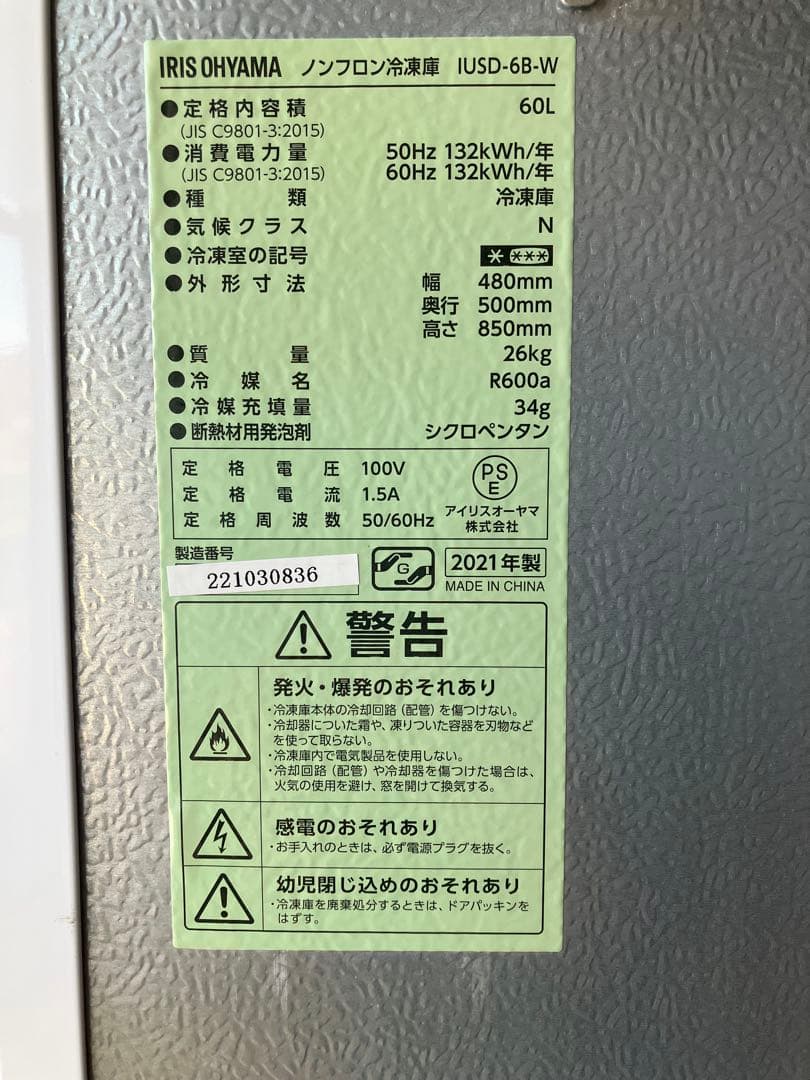 IRIS OHYAMA ノンフロン冷凍庫 IUSD-6B-W
●定格内容積 60L
(JIS C9801-3:2015)
●消費電力量 50Hz 132kWh/年
(JIS C9801-3:2015) 60Hz 132kWh/年
●種類 冷凍庫
●気候クラス N
●冷凍室の記号 * ***
●外形寸法 幅 480mm
奥行 500mm
高さ 850mm
●質量 26kg
●冷媒名 R600a
●冷媒充填量 34g
●断熱材用発泡剤 シクロペンタン
定格電圧 100V
定格電流 1.5A
定格周波数 50/60Hz
PSE
アイリスオーヤマ
株式会社
製造番号
221030836
G
2021年製
MADE IN CHINA
警告
発火・爆発のおそれあり
・冷凍庫本体の冷却回路(配管)を傷つけない。
・冷却器についた霜や、凍りついた容器を刃物など
を使って取らない。
・冷凍庫内で電気製品を使用しない。
・冷却回路(配管)や冷却器を傷つけた場合は、
火気の使用を避け、窓を開けて換気する。
感電のおそれあり
・お手入れのときは、必ず電源プラグを抜く。
幼児閉じ込めのおそれあり
・冷凍庫を廃棄処分するときは、ドアパッキンを
はずす。